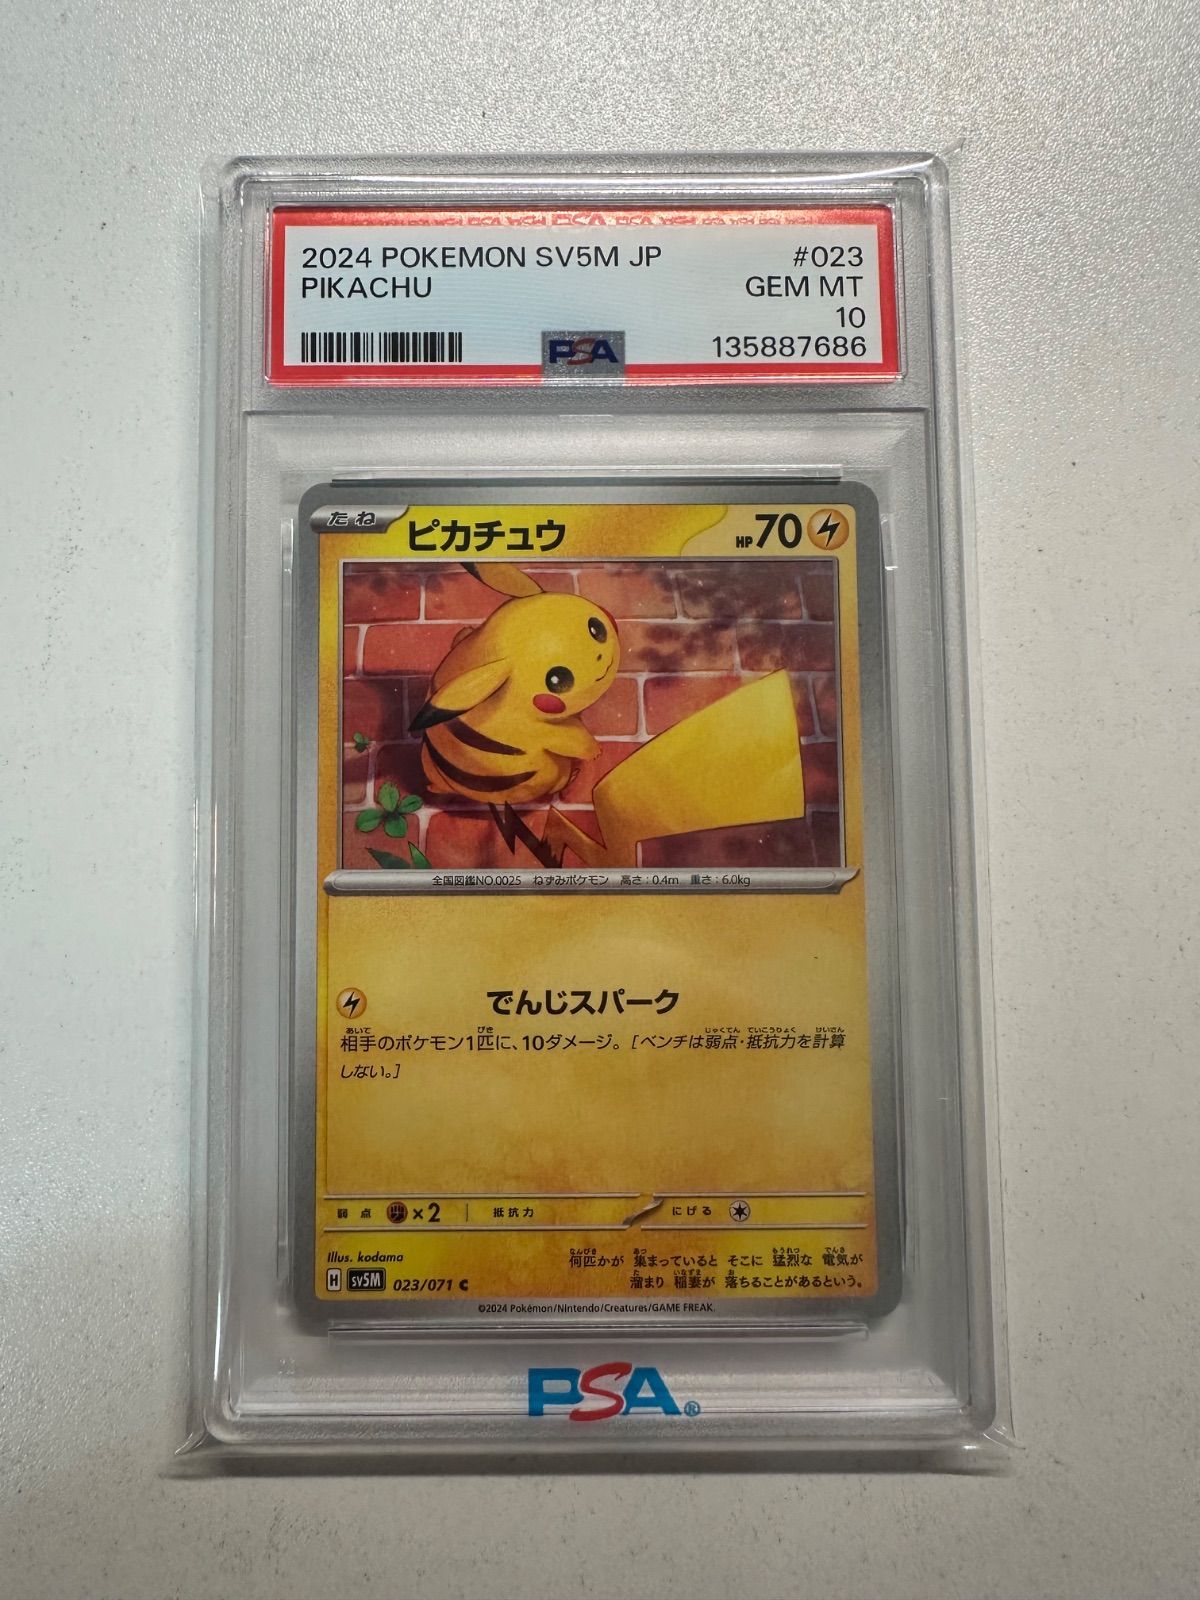 2024 POKEMON SV5M JP #023
PIKACHU GEM MT
10
PSA 135887686
たね ピカチュウ HP70
全国図鑑NO.0025 ねずみポケモン 高さ:0.4m 重さ:6.0kg
でんじスパーク
相手のポケモン1匹に、10ダメージ。[ベンチは弱点・抵抗力を計算
しない。]
弱点 ×2 抵抗力 にげる
Illus. kodama
何匹かが 集まっていると そこに 猛烈な 電気が
H SV5M 023/071 C
溜まり 稲妻が 落ちることがあるという。
©2024 Pokémon/Nintendo/Creatures/GAME FREAK.
PSA®